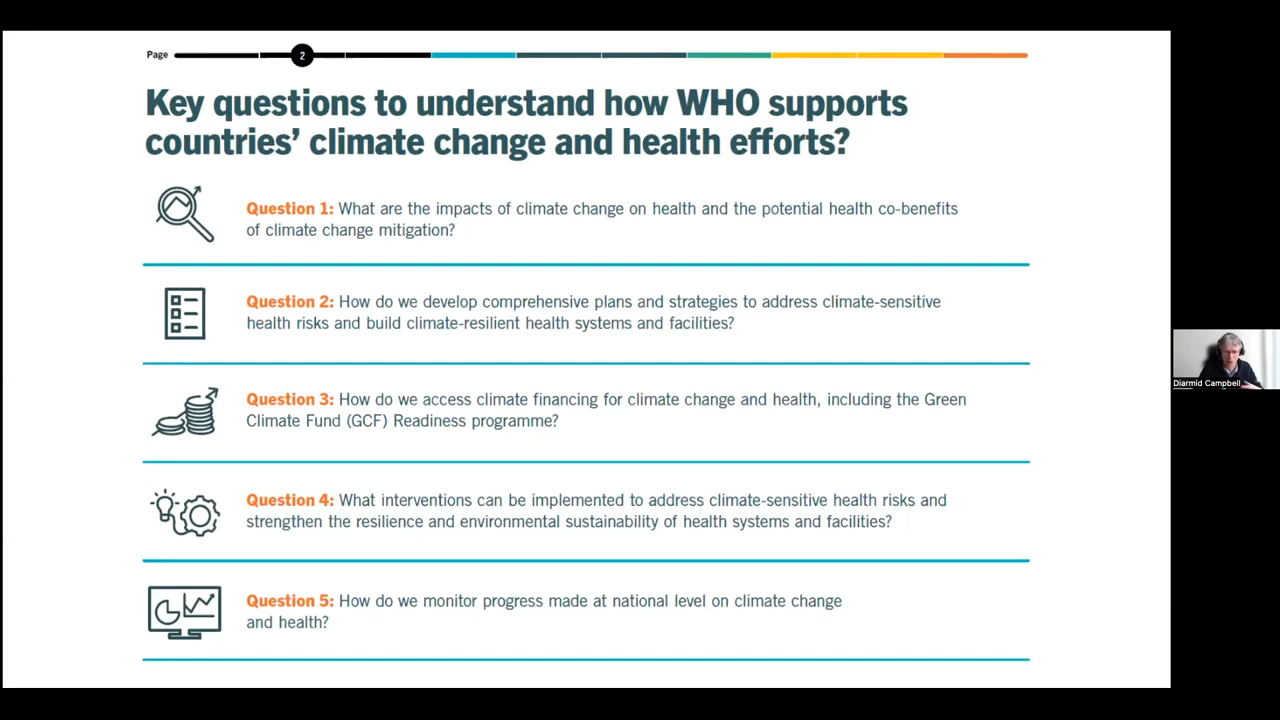 Page
2
Key questions to understand how WHO supports
countries’ climate change and health efforts?
Question 1: What are the impacts of climate change on health and the potential health co-benefits
of climate change mitigation?
Question 2: How do we develop comprehensive plans and strategies to address climate-sensitive
health risks and build climate-resilient health systems and facilities?
Question 3: How do we access climate financing for climate change and health, including the Green
Climate Fund (GCF) Readiness programme?
Question 4: What interventions can be implemented to address climate-sensitive health risks and
strengthen the resilience and environmental sustainability of health systems and facilities?
Question 5: How do we monitor progress made at national level on climate change
and health?
Diarmid Campbell